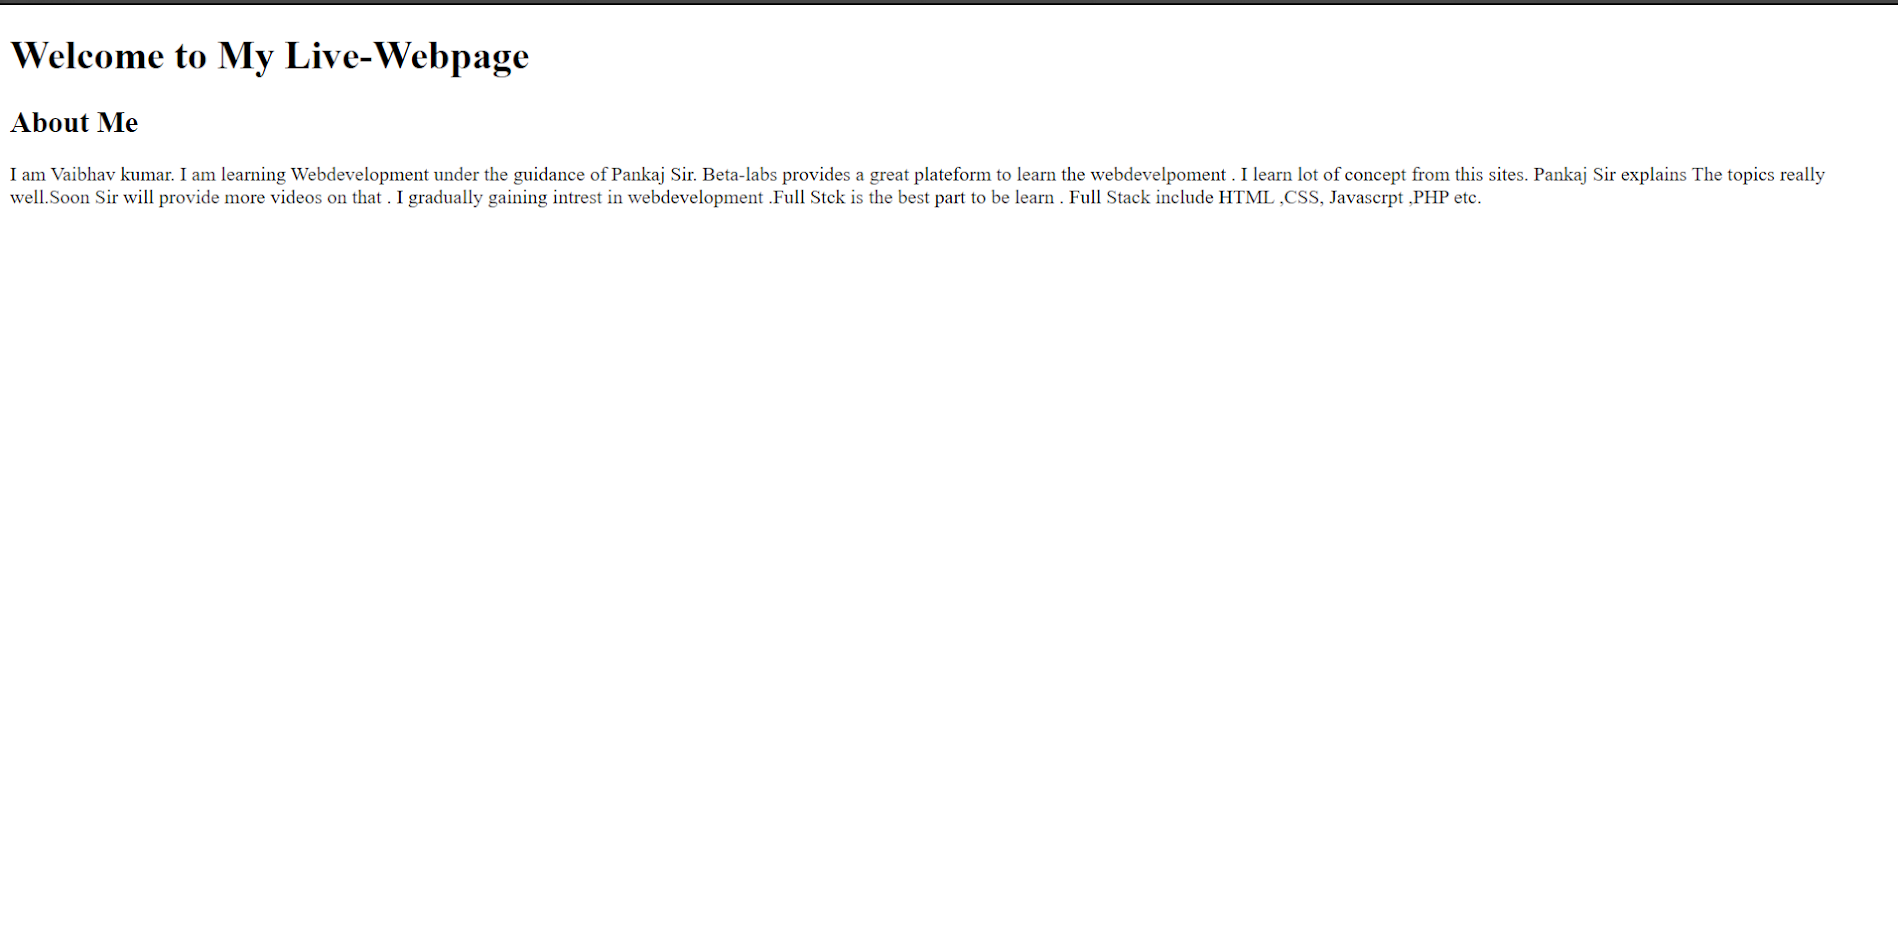 Welcome to My Live-Webpage
About Me
I am Vaibhav kumar. I am learning Webdevelopment under the guidance of Pankaj Sir. Beta-labs provides a great plateform to learn the webdevelpoment . I learn lot of concept from this sites. Pankaj Sir explains The topics really
well.Soon Sir will provide more videos on that . I gradually gaining intrest in webdevelopment .Full Stck is the best part to be learn . Full Stack include HTML ,CSS, Javascrpt ,PHP etc.